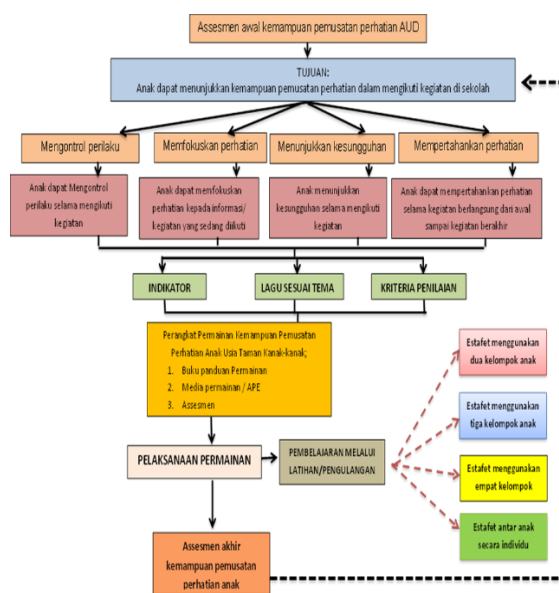 Assesmen awal kemampuan pemusatan perhatian AUD
TUJUAN:
Anak dapat menunjukkan kemampuan pemusatan perhatian dalam mengikuti kegiatan di sekolah
Mengontrol perilaku
Memfokuskan perhatian
Menunjukkan kesungguhan
Mempertahankan perhatian
Anak dapat Mengontrol
perilaku selama mengikuti
kegiatan
Anak dapat memfokuskan
perhatian kepada informasi/
kegiatan yang sedang diikuti
Anak menunjukkan
kesungguhan selama mengikuti
kegiatan
Anak dapat mempertahankan perhatian
selama kegiatan berlangsung dari awal
sampai kegiatan berakhir
INDIKATOR
LAGU SESUAI TEMA
KRITERIA PENILAIAN
Perangkat Permainan Kemampuan Pemusatan
Perhatian Anak Usia Taman Kanak-kanak;
1. Buku panduan Permainan
2. Media permainan / APE
3. Assesmen
PELAKSANAAN PERMAINAN
PEMBELAJARAN MELALUI
LATIHAN/PENGULANGAN
Estafet menggunakan
dua kelompok anak
Estafet menggunakan
tiga kelompok anak
Estafet menggunakan
empat kelompok
Estafet antar anak
secara individu
Assesmen akhir
kemampuan pemusatan
perhatian anak